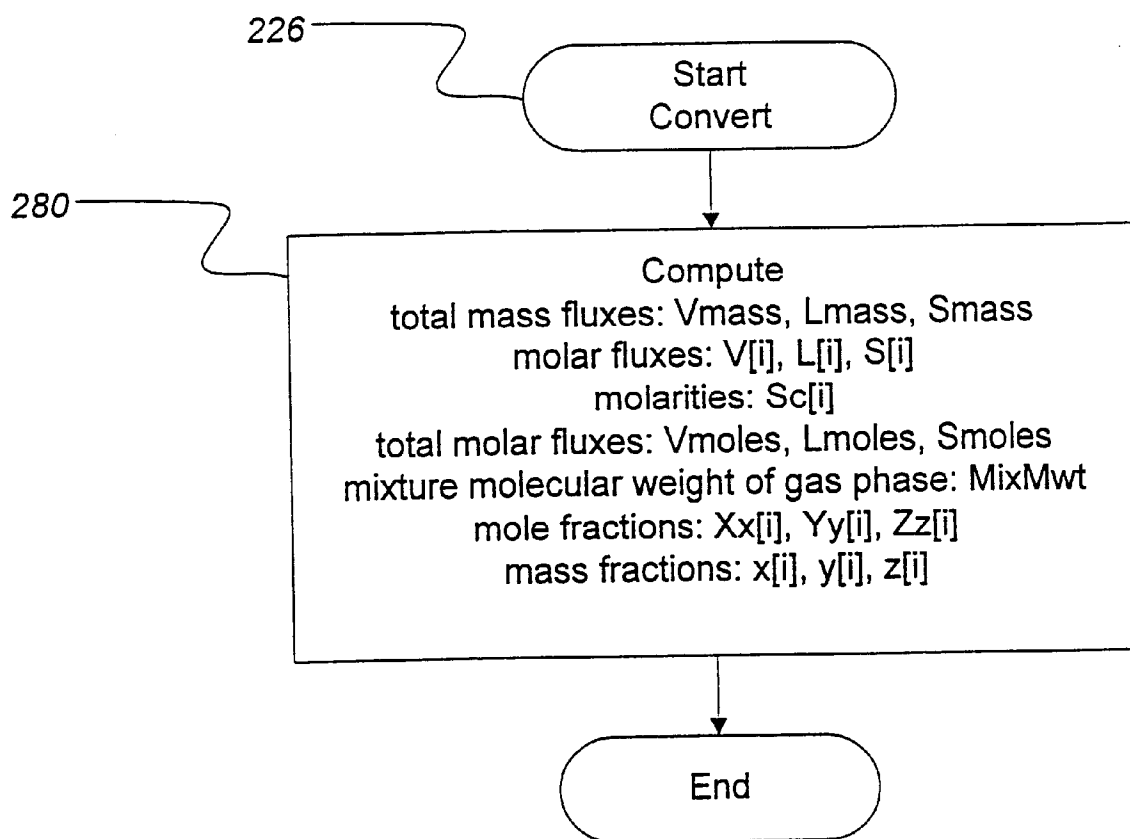 226
Start
Convert
280
Compute
total mass fluxes: Vmass, Lmass, Smass
molar fluxes: V[i], L[i], S[i]
molarities: Sc[i]
total molar fluxes: Vmoles, Lmoles, Smoles
mixture molecular weight of gas phase: MixMwt
mole fractions: Xx[i], Yy[i], Zz[i]
mass fractions: x[i], y[i], z[i]
End